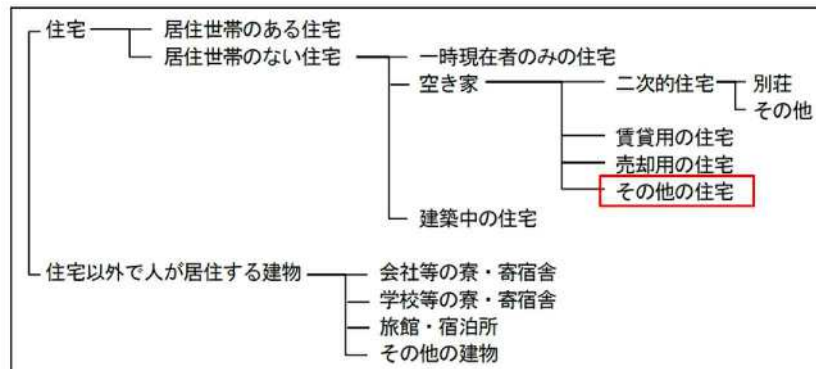 住宅 居住世帯のある住宅
居住世帯のない住宅 一時現在者のみの住宅
空き家 二次的住宅 別荘
その他
賃貸用の住宅
売却用の住宅
その他の住宅
建築中の住宅
住宅以外で人が居住する建物 会社等の寮・寄宿舎
学校等の寮・寄宿舎
旅館・宿泊所
その他の建物